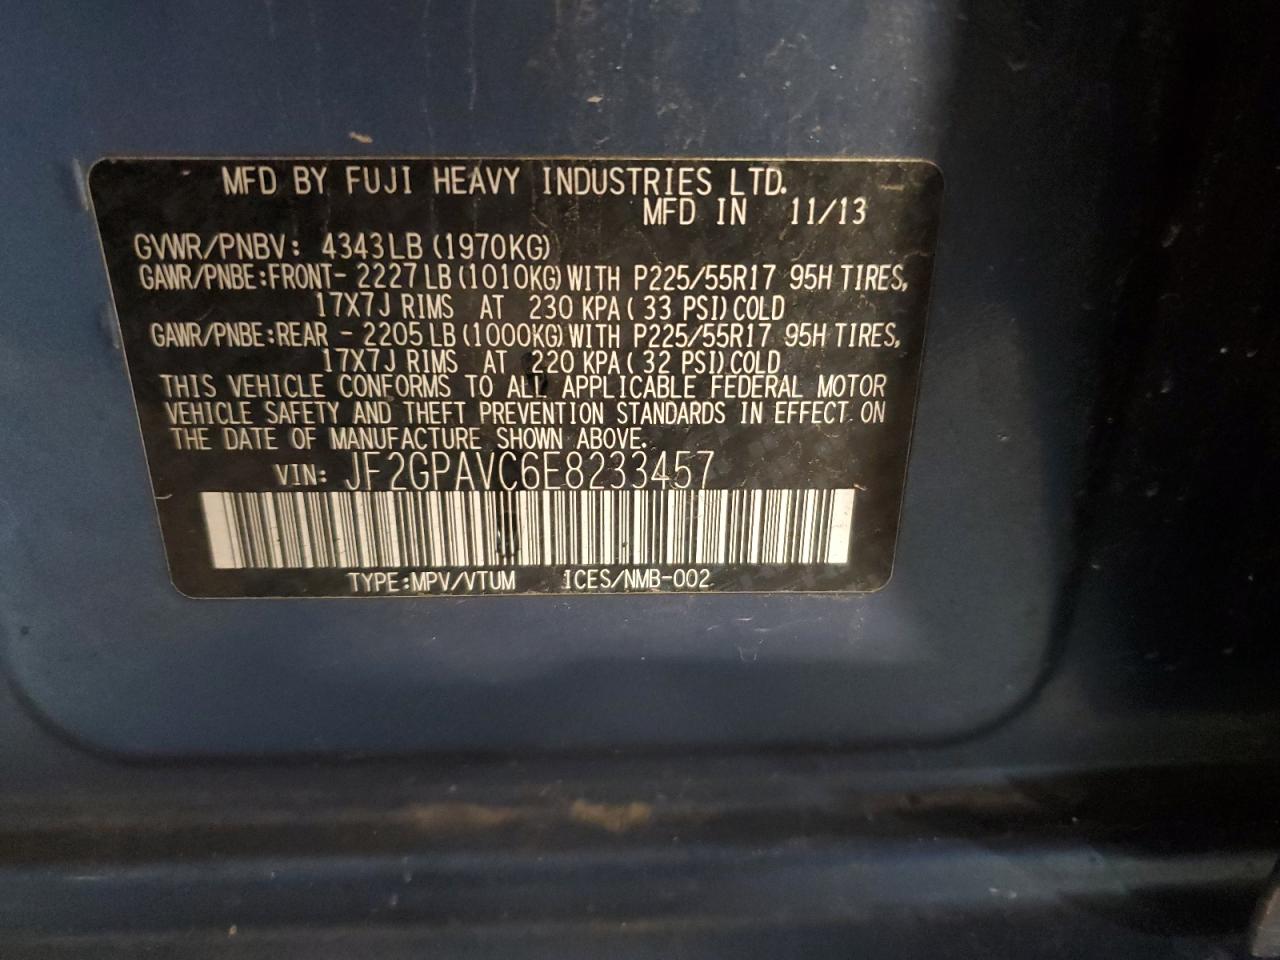 MFD BY FUJI HEAVY INDUSTRIES LTD.
MFD IN 11/13
GVWR/PNBV: 4343LB (1970KG)
GAWR/PNBE:FRONT- 2227 LB (1010KG) WITH P225/55R17 95H TIRES,
17X7J RIMS AT 230 KPA ( 33 PSI) COLD
GAWR/PNBE:REAR - 2205 LB (1000KG) WITH P225/55R17 95H TIRES,
17X7J RIMS AT 220 KPA ( 32 PSI) COLD
THIS VEHICLE CONFORMS TO ALL APPLICABLE FEDERAL MOTOR
VEHICLE SAFETY AND THEFT PREVENTION STANDARDS IN EFFECT ON
THE DATE OF MANUFACTURE SHOWN ABOVE.
VIN: JF2GPAVC6E8233457
TYPE:MPV/VTUM ICES/NMB-002